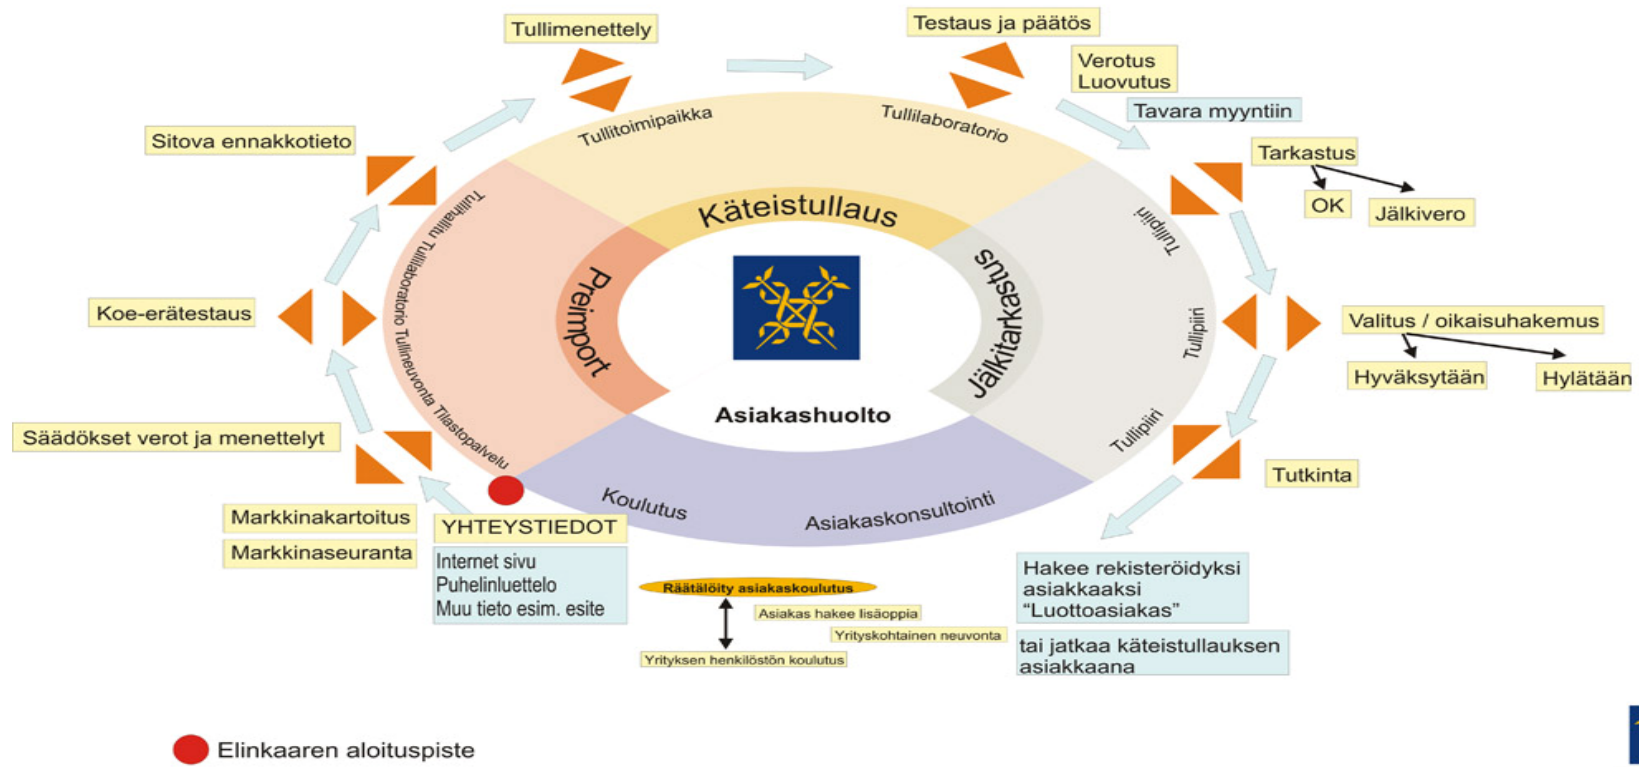 Tullimenettely
Testaus ja päätös
Verotus
Luovutus
Tavara myyntiin
Sitova ennakkotieto
Tarkastus
OK
Jälkivero
Koe-erätestaus
Valitus / oikaisuhakemus
Hyväksytään
Hylätään
Säädökset verot ja menettelyt
Tutkinta
Markkinakartoitus
Markkinaseuranta
YHTEYSTIEDOT
Internet sivu
Puhelinluettelo
Muu tieto esim. esite
Tullitoimipaikka
Tullilaboratorio
Käteistullaus
Preimport
Jälkitarkastus
Tullihallitu Tullilaboratorio Tullineuvonta Tilastopalvelu
Tullipiiri
Tullipiiri
Tullipiiri
Asiakashuolto
Koulutus
Asiakaskonsultointi
Räätälöity asiakaskoulutus
Asiakas hakee lisäoppia
Yrityskohtainen neuvonta
Yrityksen henkilöstön koulutus
Hakee rekisteröidyksi
asiakkaaksi
“Luottoasiakas”
tai jatkaa käteistullauksen
asiakkaana
Elinkaaren aloituspiste